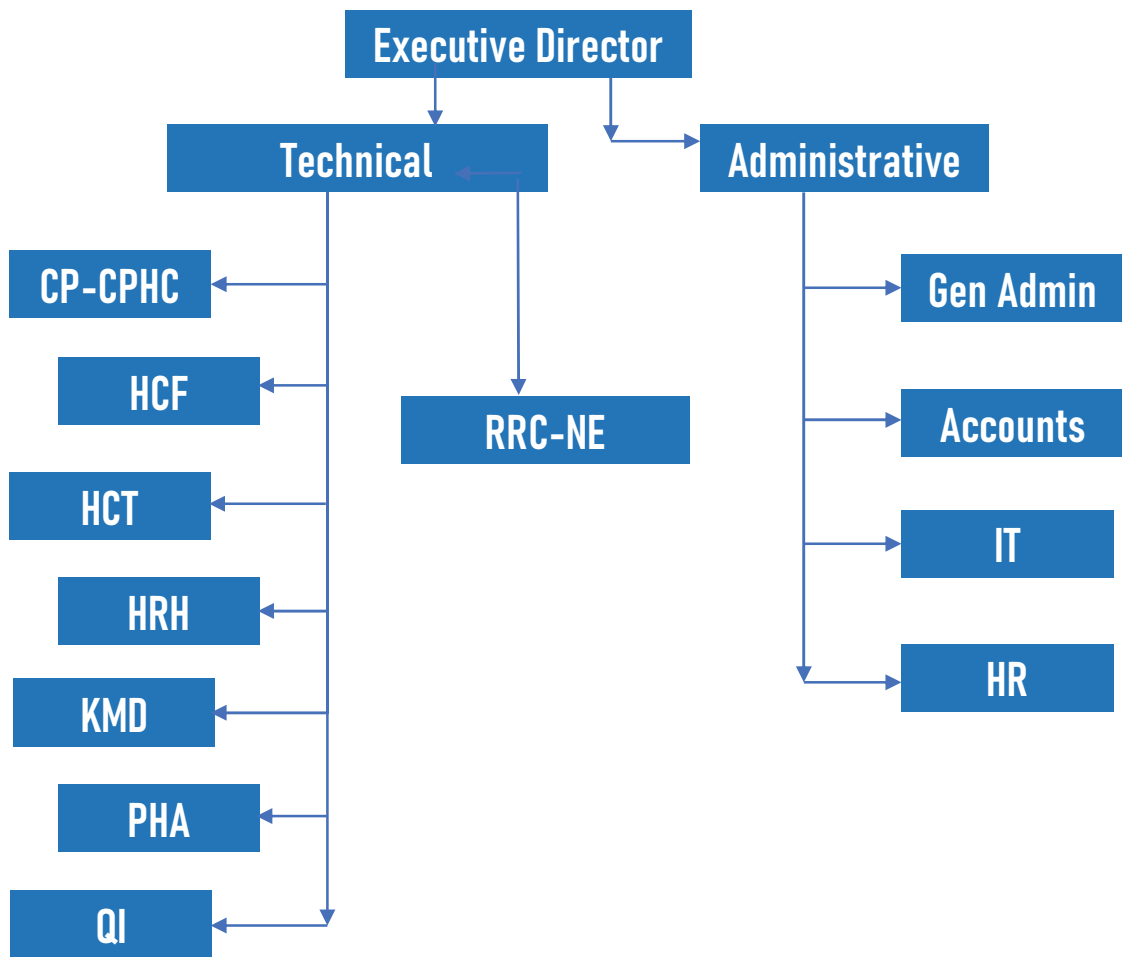 Executive Director
Technical
Administrative
CP-CPHC
Gen Admin
HCF
RRC-NE
Accounts
HCT
IT
HRH
HR
KMD
PHA
QI